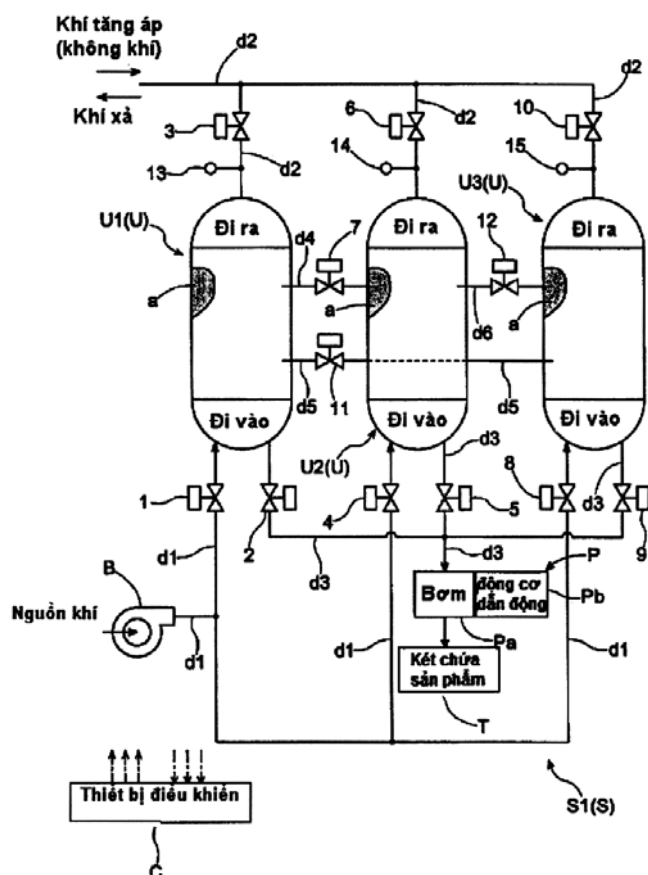 Khí tăng áp
(không khí)
d2
d2
Khí xả
3
6
d2
10
d2
13
14
15
U1(U)
U3(U)
Đi ra
Đi ra
Đi ra
7
12
a
d4
a
d6
a
d5
11
d5
Đi vào
Đi vào
Đi vào
U2(U)
d3
8
d3
1
2
4
5
9
d1
d3
d3
P
B
Bơm
động cơ
dẫn động
Pb
Nguồn khí
d1
d1
Pa
d1
Két chứa
sản phẩm
T
Thiết bị điều khiển
S1(S)
C